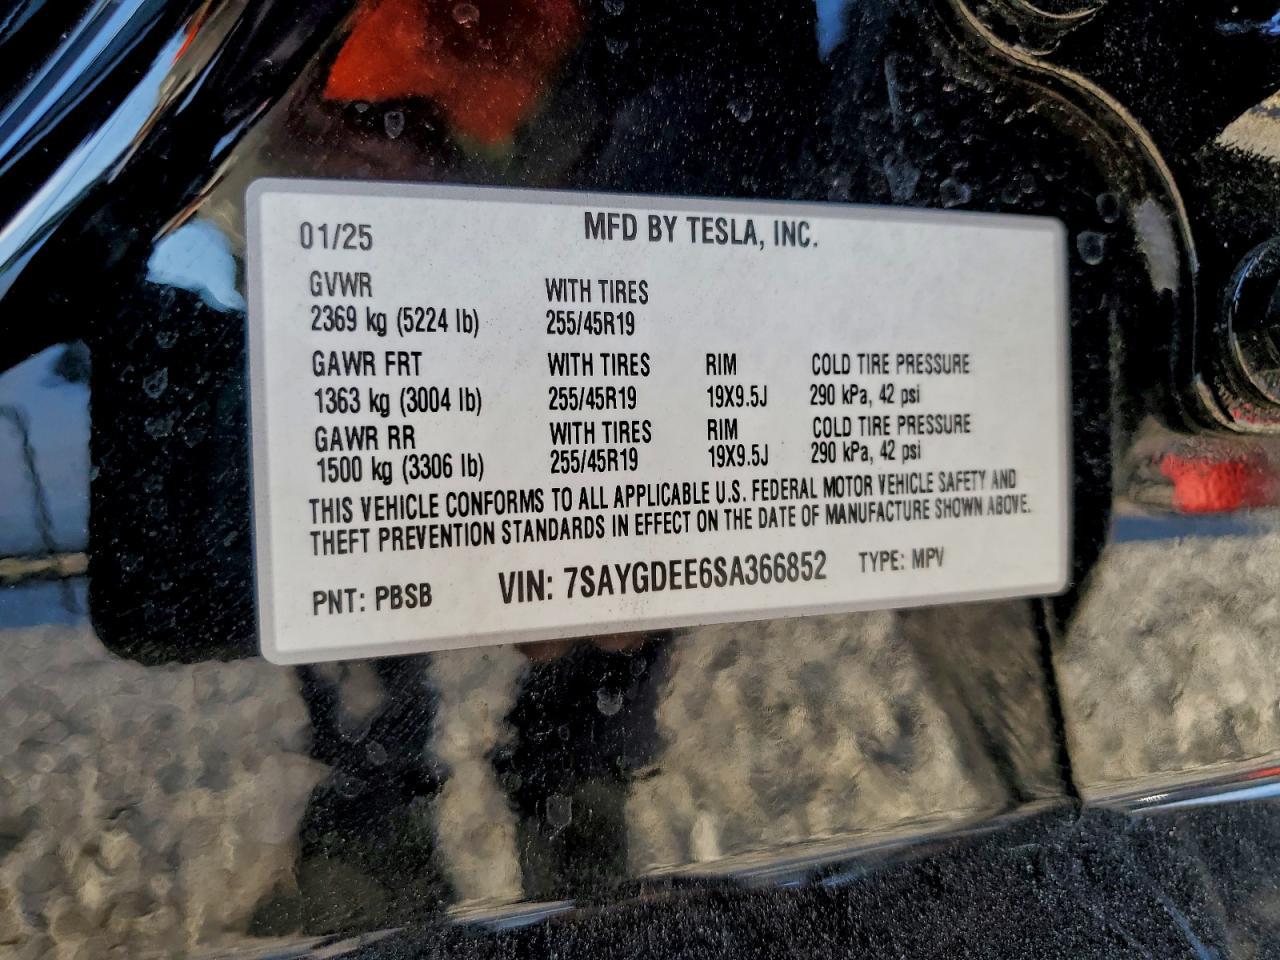 01/25 MFD BY TESLA, INC.
GVWR WITH TIRES
2369 kg (5224 lb) 255/45R19
GAWR FRT WITH TIRES RIM COLD TIRE PRESSURE
1363 kg (3004 lb) 255/45R19 19X9.5J 290 kPa, 42 psi
GAWR RR WITH TIRES RIM COLD TIRE PRESSURE
1500 kg (3306 lb) 255/45R19 19X9.5J 290 kPa, 42 psi
THIS VEHICLE CONFORMS TO ALL APPLICABLE U.S. FEDERAL MOTOR VEHICLE SAFETY AND
THEFT PREVENTION STANDARDS IN EFFECT ON THE DATE OF MANUFACTURE SHOWN ABOVE.
PNT: PBSB VIN: 7SAYGDEE6SA366852 TYPE: MPV